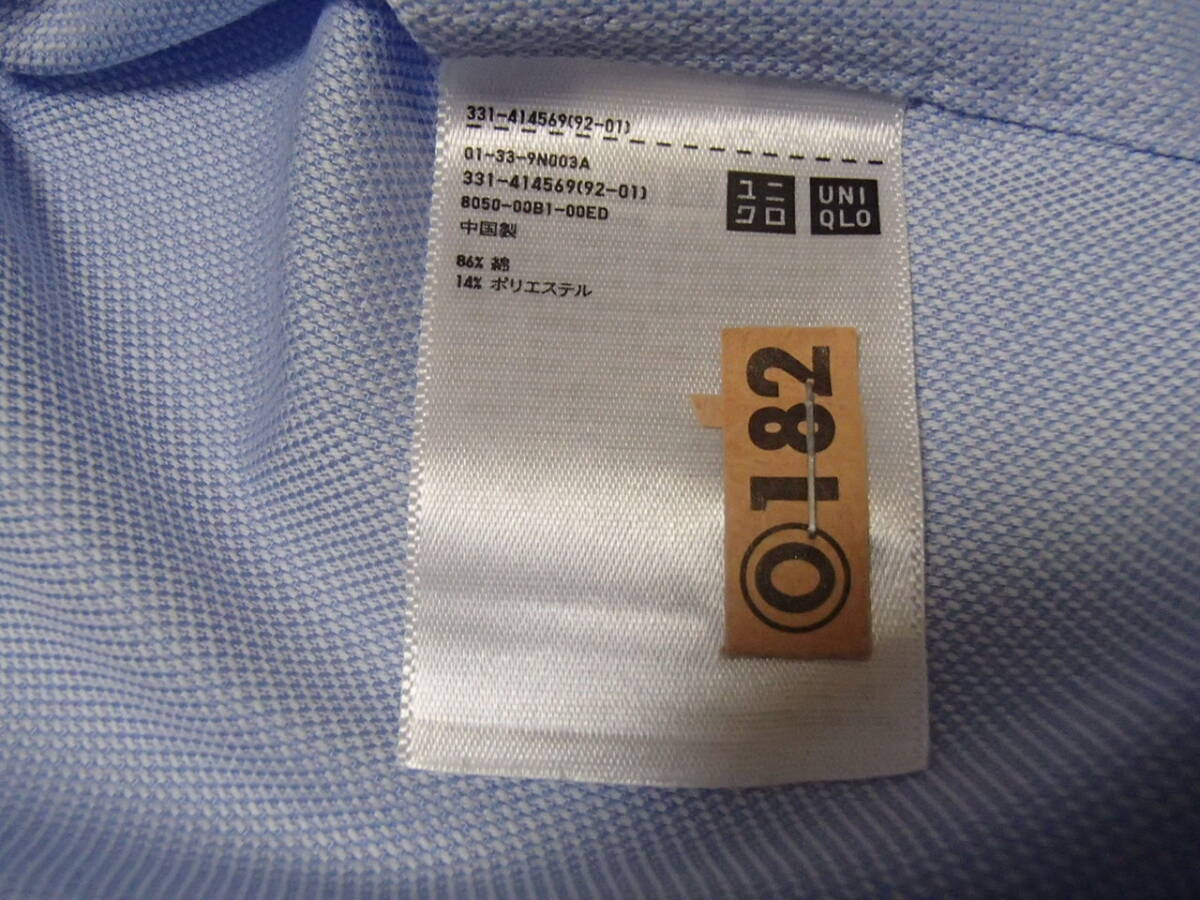 331-414569(92-01)
01-33-9N003A
331-414569(92-01)
8050-00B1-00ED
中国製
86% 綿
14% ポリエステル
ユニ
クロ
UNI
QLO
0182